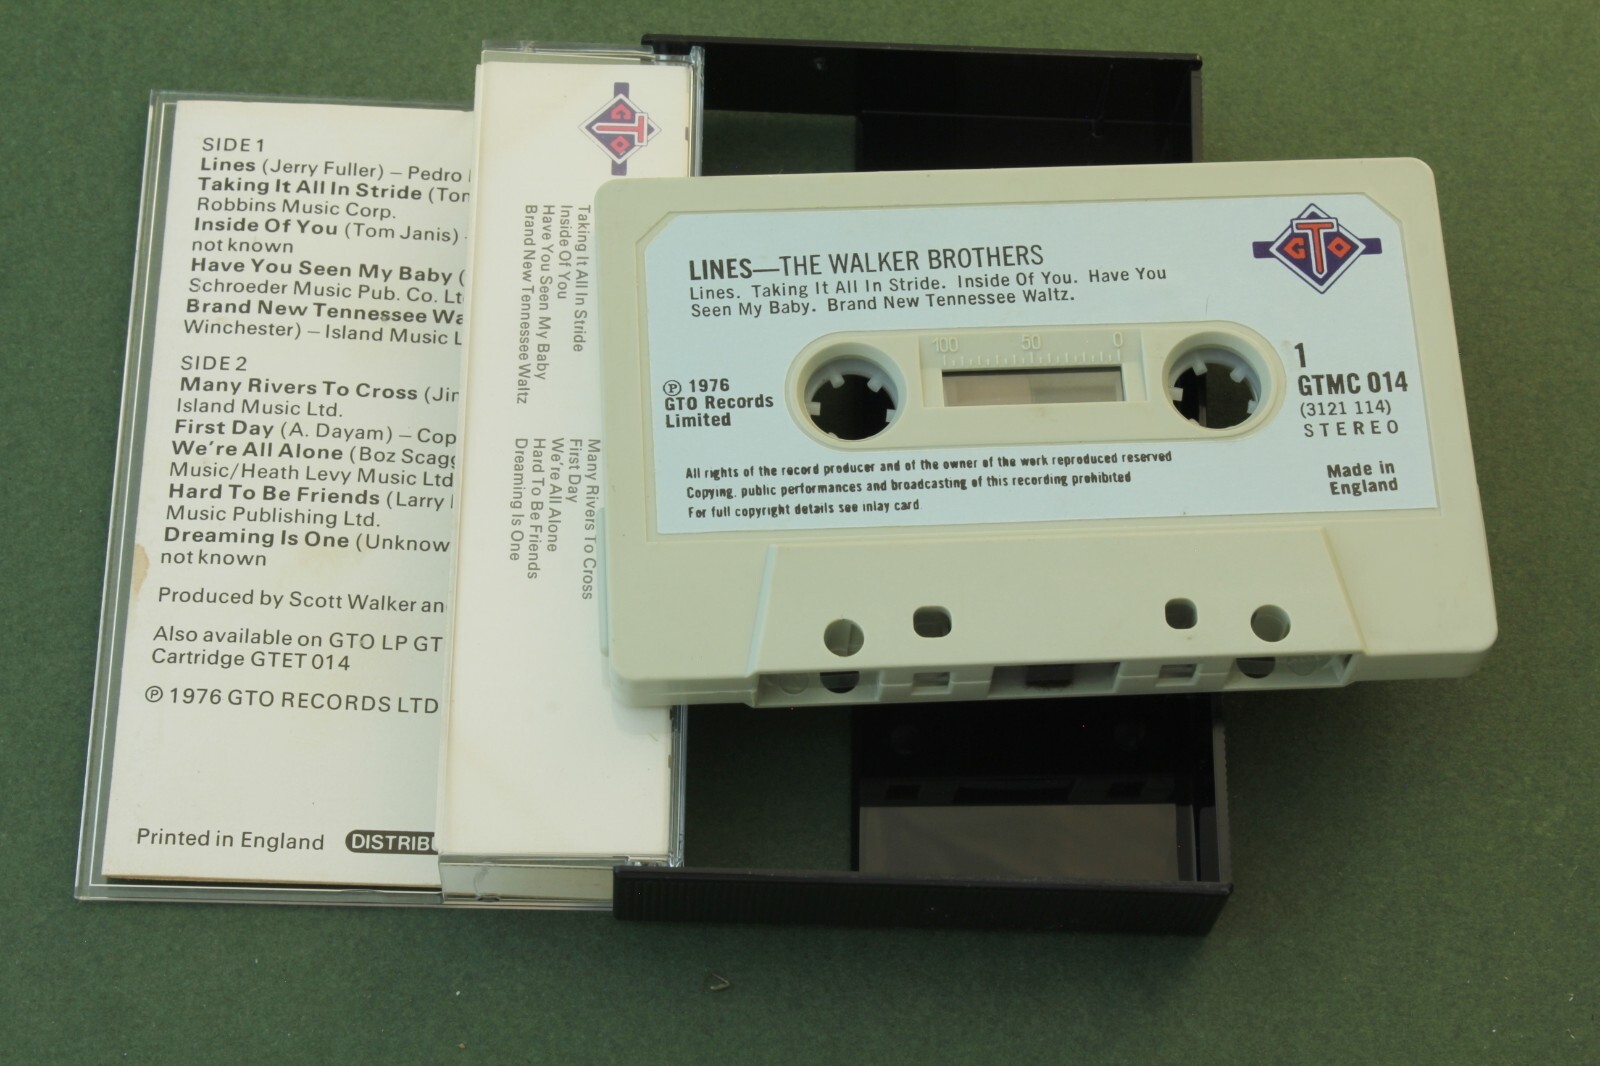 SIDE 1
Lines (Jerry Fuller) – Pedro
Taking It All In Stride (Tom
Robbins Music Corp.
Inside Of You (Tom Janis) -
not known
Have You Seen My Baby (
Schroeder Music Pub. Co. Lt
Brand New Tennessee Wa
Winchester) – Island Music L
SIDE 2
Many Rivers To Cross (Jim
Island Music Ltd.
First Day (A. Dayam) – Cop
We're All Alone (Boz Scagg
Music/Heath Levy Music Ltd
Hard To Be Friends (Larry
Music Publishing Ltd.
Dreaming Is One (Unknow
not known
Produced by Scott Walker an
Also available on GTO LP GT
Cartridge GTET 014
℗ 1976 GTO RECORDS LTD
Printed in England DISTRIBU
GTO
Taking It All In Stride
Inside Of You
Have You Seen My Baby
Brand New Tennessee Waltz
Many Rivers To Cross
First Day
We're All Alone
Hard To Be Friends
Dreaming Is One
LINES—THE WALKER BROTHERS
Lines. Taking It All In Stride. Inside Of You. Have You
Seen My Baby. Brand New Tennessee Waltz.
GTO
100 50 0
℗ 1976
GTO Records
Limited
1
GTMC 014
(3121 114)
STEREO
All rights of the record producer and of the owner of the work reproduced reserved
Copying, public performances and broadcasting of this recording prohibited
For full copyright details see inlay card
Made in
England